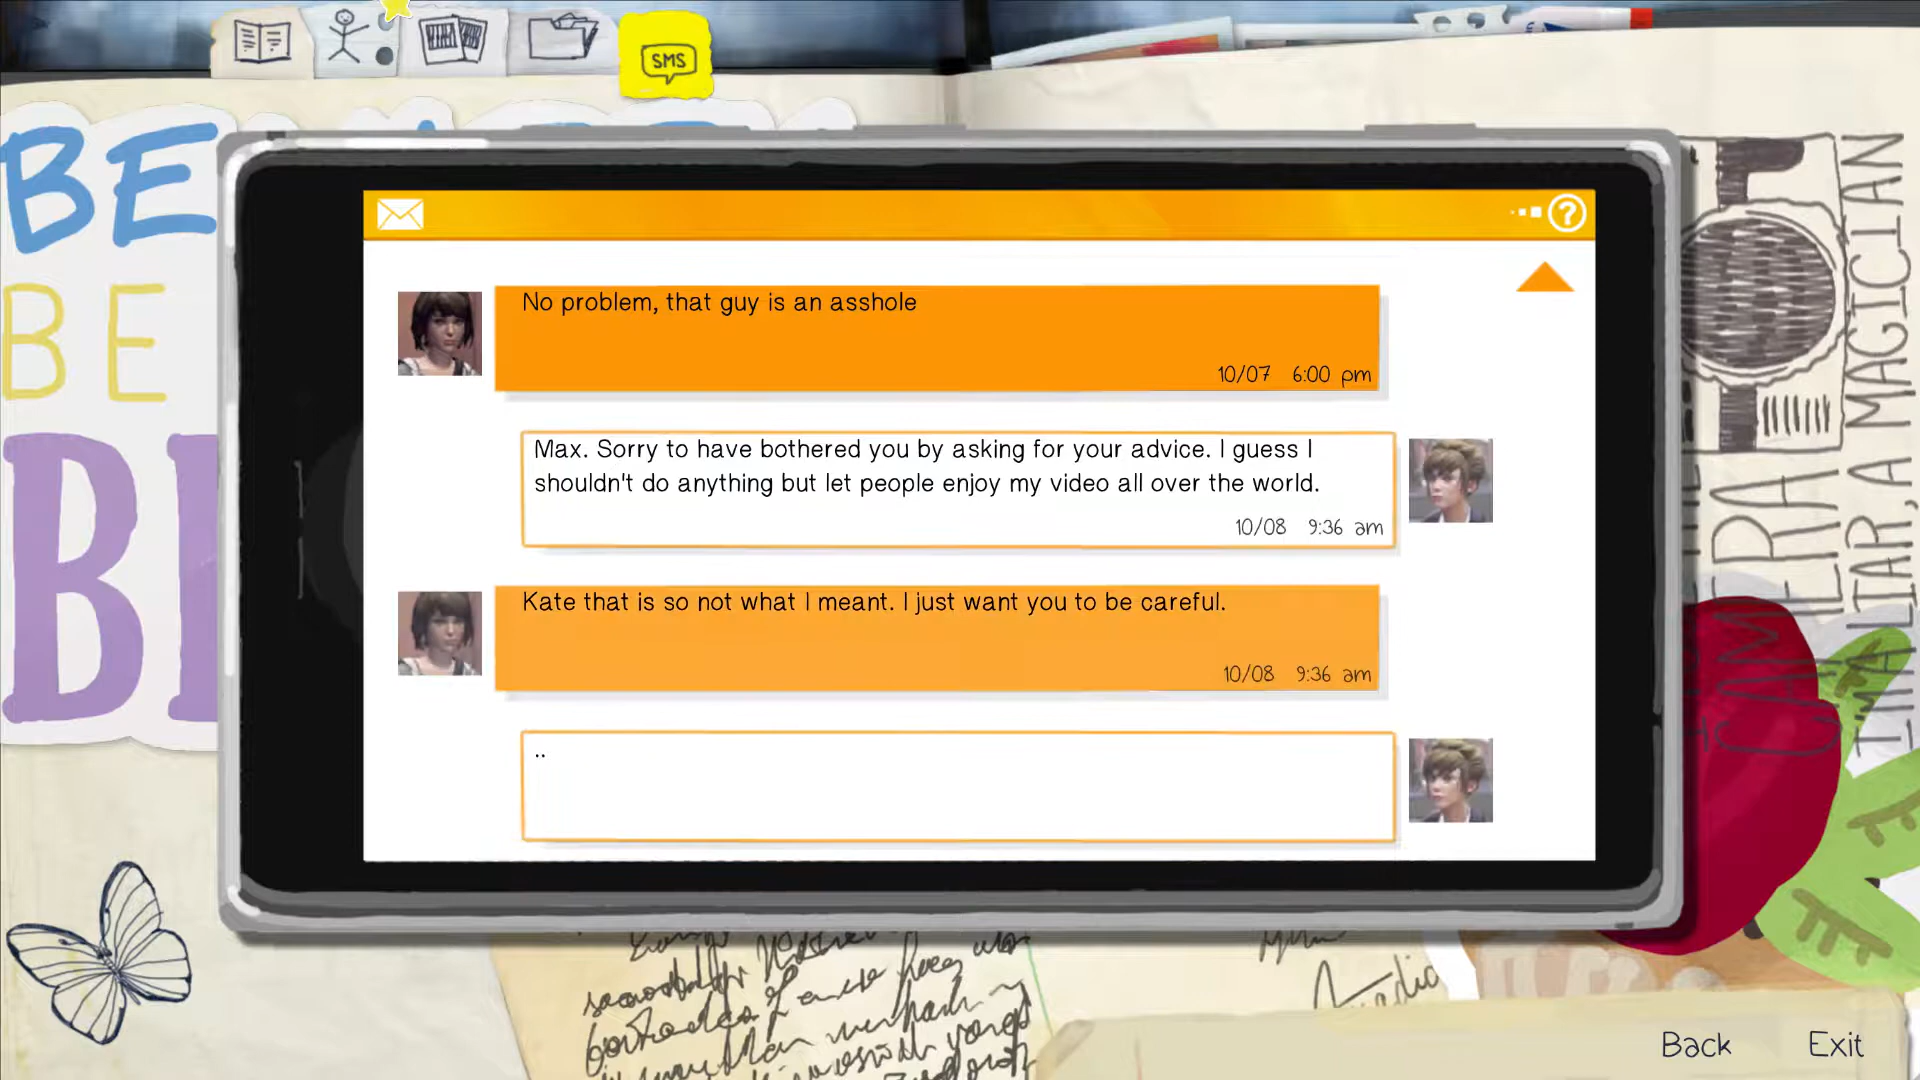 SMS
BE
BE
No problem, that guy is an asshole
10/07 6:00 pm
Max. Sorry to have bothered you by asking for your advice. I guess I
shouldn't do anything but let people enjoy my video all over the world.
10/08 9:36 am
Kate that is so not what I meant. I just want you to be careful.
10/08 9:36 am
..
CAMERA
LIAR, A MAGICIAN
Back
Exit